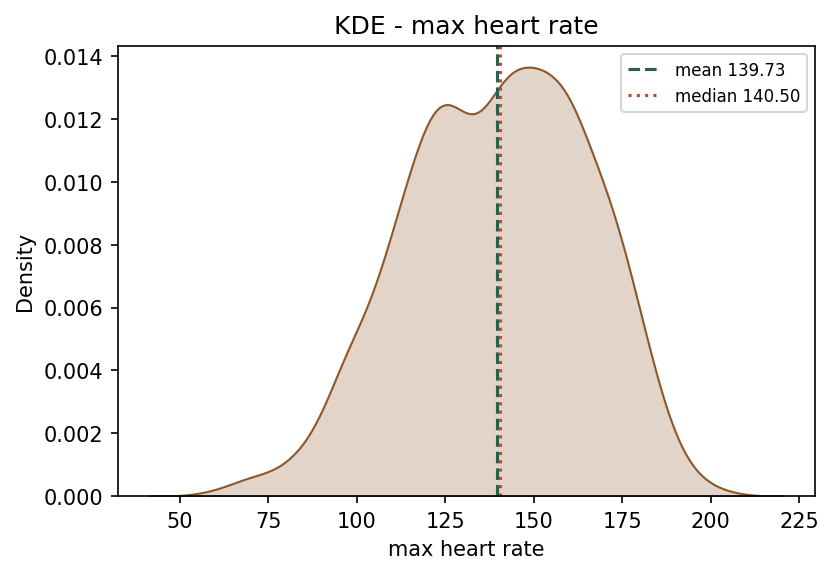 KDE - max heart rate
mean 139.73
median 140.50
Density
0.014
0.012
0.010
0.008
0.006
0.004
0.002
0.000
50 75 100 125 150 175 200 225
max heart rate